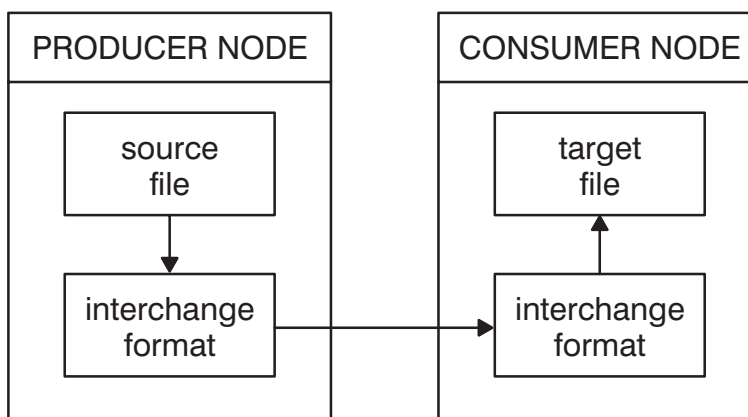 PRODUCER NODE
source
file
interchange
format
CONSUMER NODE
target
file
interchange
format